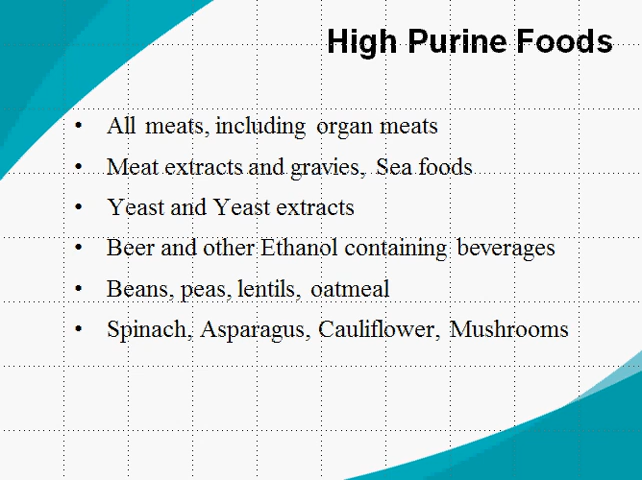 High Purine Foods
• All meats, including organ meats
• Meat extracts and gravies, Sea foods
• Yeast and Yeast extracts
• Beer and other Ethanol containing beverages
• Beans, peas, lentils, oatmeal
• Spinach, Asparagus, Cauliflower, Mushrooms